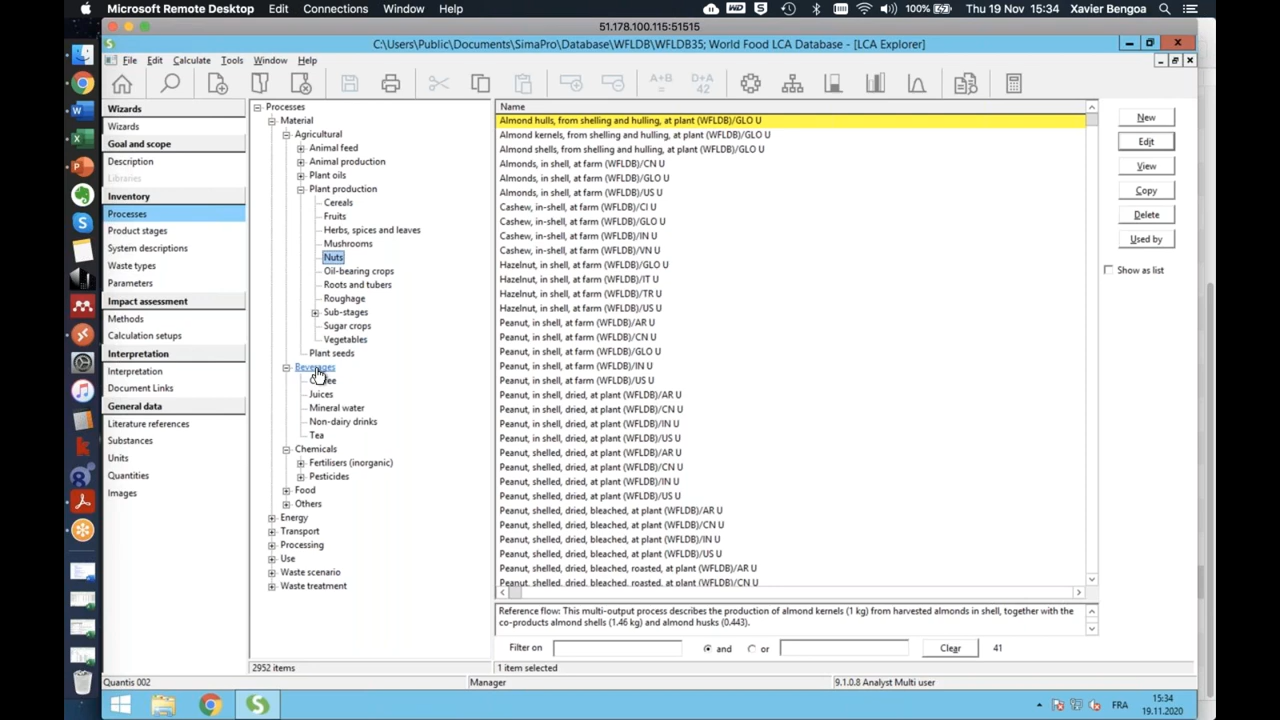 Microsoft Remote Desktop Edit Connections Window Help 100% Thu 19 Nov 15:34 Xavier Bengoa
51.178.100.115:51515
C:\Users\Public\Documents\SimaPro\Database\WFLDB\WFLDB35; World Food LCA Database - [LCA Explorer]
File Edit Calculate Tools Window Help
A+B
= D+A
42
Wizards
Wizards
Goal and scope
Description
Libraries
Inventory
Processes
Product stages
System descriptions
Waste types
Parameters
Impact assessment
Methods
Calculation setups
Interpretation
Interpretation
Document Links
General data
Literature references
Substances
Units
Quantities
Images
Processes
Material
Agricultural
Animal feed
Animal production
Plant oils
Plant production
Cereals
Fruits
Herbs, spices and leaves
Mushrooms
Nuts
Oil-bearing crops
Roots and tubers
Roughage
Sub-stages
Sugar crops
Vegetables
Plant seeds
Beverages
Juices
Mineral water
Non-dairy drinks
Tea
Chemicals
Fertilisers (inorganic)
Pesticides
Food
Others
Energy
Transport
Processing
Use
Waste scenario
Waste treatment
Name
Almond hulls, from shelling and hulling, at plant (WFLDB)/GLO U
Almond kernels, from shelling and hulling, at plant (WFLDB)/GLO U
Almond shells, from shelling and hulling, at plant (WFLDB)/GLO U
Almonds, in shell, at farm (WFLDB)/CN U
Almonds, in shell, at farm (WFLDB)/GLO U
Almonds, in shell, at farm (WFLDB)/US U
Cashew, in-shell, at farm (WFLDB)/CI U
Cashew, in-shell, at farm (WFLDB)/GLO U
Cashew, in-shell, at farm (WFLDB)/IN U
Cashew, in-shell, at farm (WFLDB)/VN U
Hazelnut, in shell, at farm (WFLDB)/GLO U
Hazelnut, in shell, at farm (WFLDB)/IT U
Hazelnut, in shell, at farm (WFLDB)/TR U
Hazelnut, in shell, at farm (WFLDB)/US U
Peanut, in shell, at farm (WFLDB)/AR U
Peanut, in shell, at farm (WFLDB)/CN U
Peanut, in shell, at farm (WFLDB)/GLO U
Peanut, in shell, at farm (WFLDB)/IN U
Peanut, in shell, at farm (WFLDB)/US U
Peanut, in shell, dried, at plant (WFLDB)/AR U
Peanut, in shell, dried, at plant (WFLDB)/CN U
Peanut, in shell, dried, at plant (WFLDB)/IN U
Peanut, in shell, dried, at plant (WFLDB)/US U
Peanut, shelled, dried, at plant (WFLDB)/AR U
Peanut, shelled, dried, at plant (WFLDB)/CN U
Peanut, shelled, dried, at plant (WFLDB)/IN U
Peanut, shelled, dried, at plant (WFLDB)/US U
Peanut, shelled, dried, bleached, at plant (WFLDB)/AR U
Peanut, shelled, dried, bleached, at plant (WFLDB)/CN U
Peanut, shelled, dried, bleached, at plant (WFLDB)/IN U
Peanut, shelled, dried, bleached, at plant (WFLDB)/US U
Peanut, shelled, dried, bleached, roasted, at plant (WFLDB)/AR U
Peanut, shelled, dried, bleached, roasted, at plant (WFLDB)/CN U
New
Edit
View
Copy
Delete
Used by
Show as list
Reference flow: This multi-output process describes the production of almond kernels (1 kg) from harvested almonds in shell, together with the
co-products almond shells (1.46 kg) and almond husks (0.443).
Filter on and or Clear 41
2952 items 1 item selected
Quantis 002 Manager 9.1.0.8 Analyst Multi user
FRA 15:34
19.11.2020